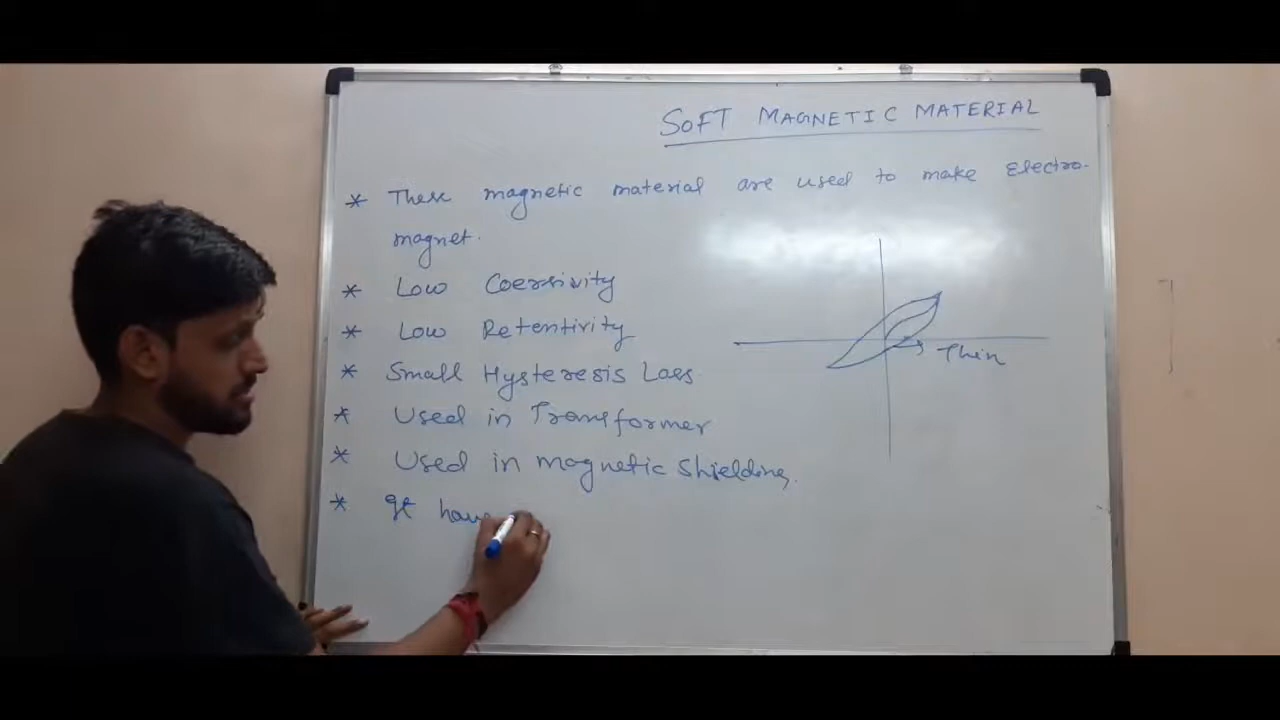 SOFT MAGNETIC MATERIAL
* These magnetic material are used to make Electro-
magnet.
* Low Coersivity
* Low Retentivity
* Small Hysteresis Loss
* Used in Transformer
* Used in magnetic Shielding.
* It have
Thin